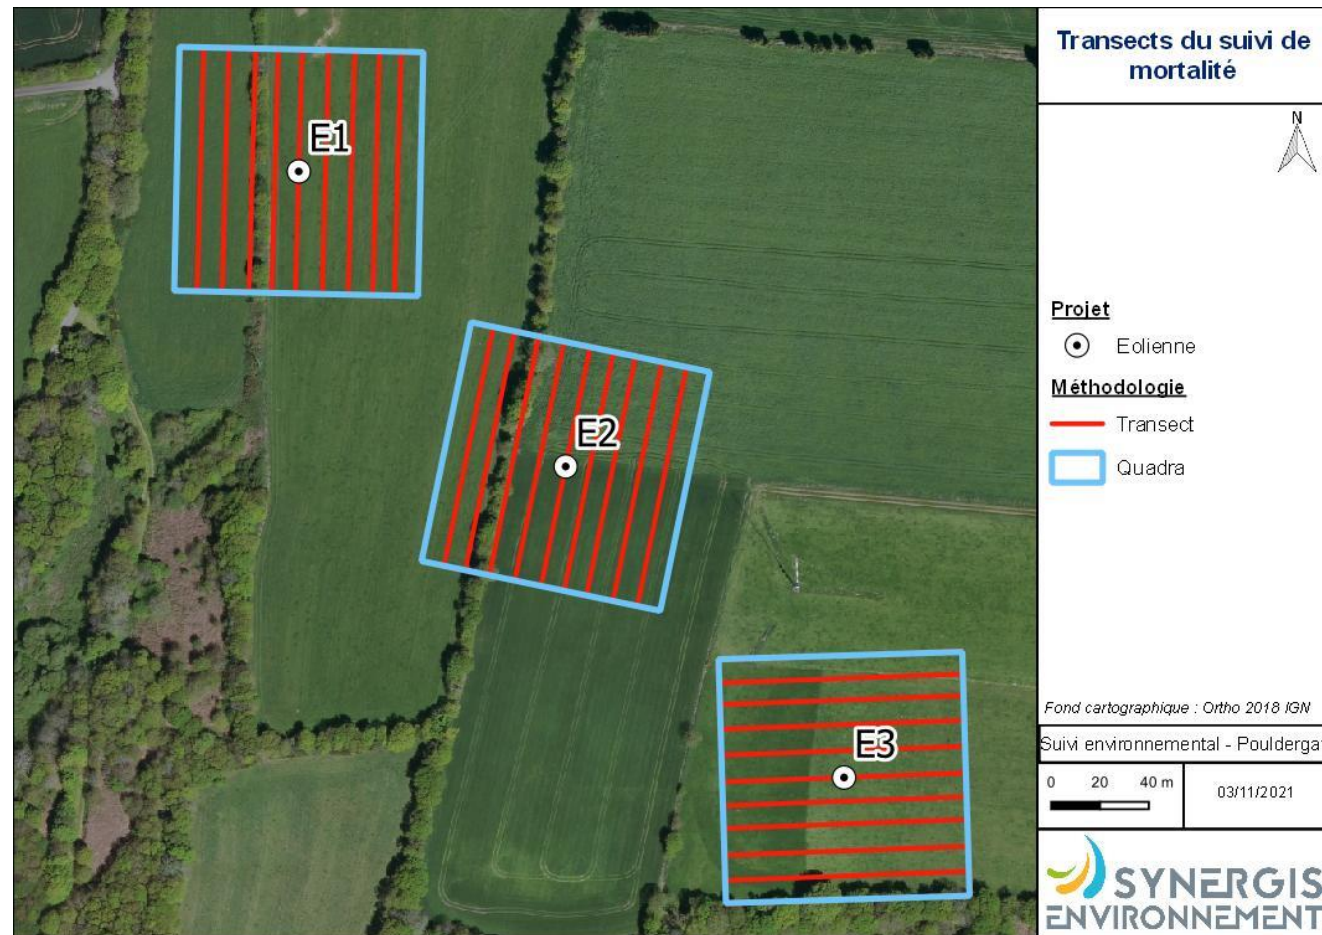 Transects du suivi de
mortalité
N
E1
E2
E3
Projet
Eolienne
Méthodologie
Transect
Quadra
Fond cartographique : Ortho 2018 IGN
Suivi environnemental - Pouldergat
0 20 40 m
03/11/2021
SYNERGIS
ENVIRONNEMENT